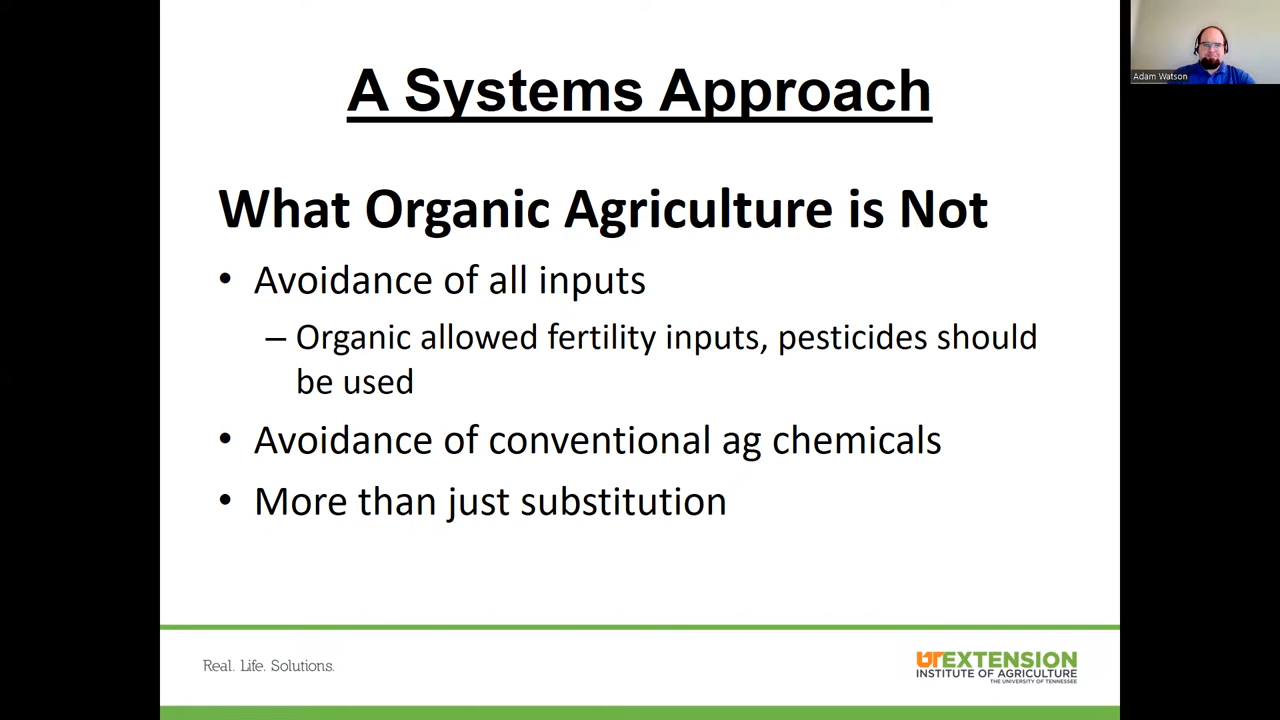 A Systems Approach
What Organic Agriculture is Not
• Avoidance of all inputs
– Organic allowed fertility inputs, pesticides should
be used
• Avoidance of conventional ag chemicals
• More than just substitution
Real. Life. Solutions.
UTEXTENSION
INSTITUTE OF AGRICULTURE
THE UNIVERSITY OF TENNESSEE
Adam Watson